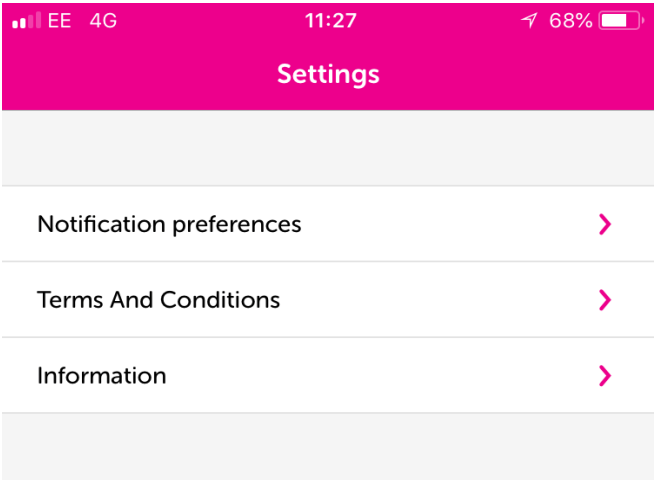 EE 4G 11:27 68%
Settings
Notification preferences
Terms And Conditions
Information